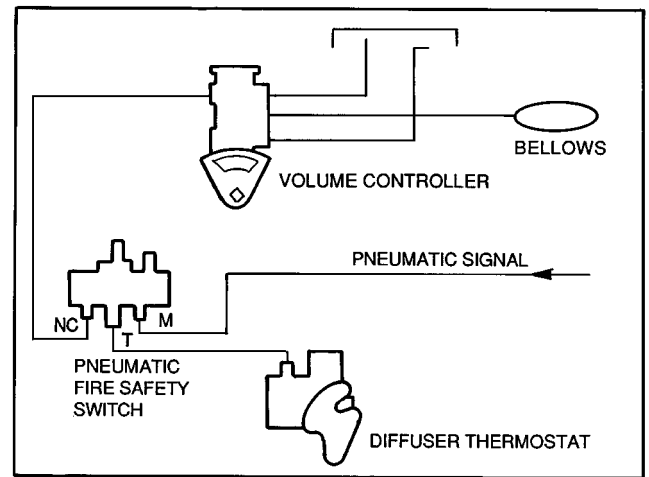 BELLOWS
VOLUME CONTROLLER
PNEUMATIC SIGNAL
NC
M
T
PNEUMATIC
FIRE SAFETY
SWITCH
DIFFUSER THERMOSTAT